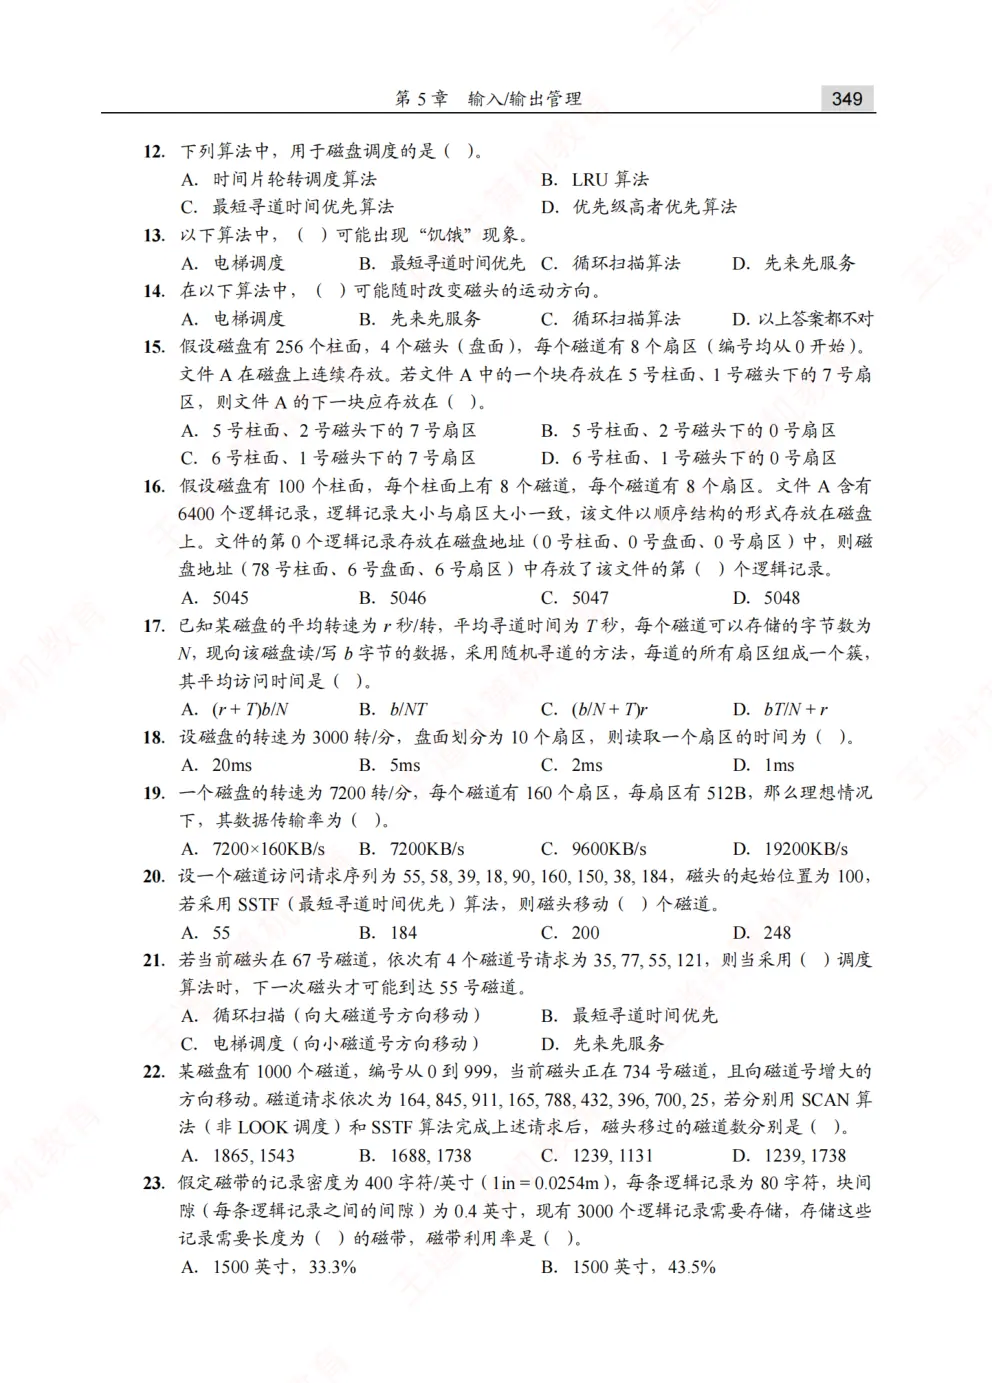 第 5 章 输入/输出管理 349
12. 下列算法中，用于磁盘调度的是（ ）。
A. 时间片轮转调度算法 B. LRU 算法
C. 最短寻道时间优先算法 D. 优先级高者优先算法
13. 以下算法中，（ ）可能出现“饥饿”现象。
A. 电梯调度 B. 最短寻道时间优先 C. 循环扫描算法 D. 先来先服务
14. 在以下算法中，（ ）可能随时改变磁头的运动方向。
A. 电梯调度 B. 先来先服务 C. 循环扫描算法 D. 以上答案都不对
15. 假设磁盘有 256 个柱面，4 个磁头（盘面），每个磁道有 8 个扇区（编号均从 0 开始）。
文件 A 在磁盘上连续存放。若文件 A 中的一个块存放在 5 号柱面、1 号磁头下的 7 号扇
区，则文件 A 的下一块应存放在（ ）。
A. 5 号柱面、2 号磁头下的 7 号扇区 B. 5 号柱面、2 号磁头下的 0 号扇区
C. 6 号柱面、1 号磁头下的 7 号扇区 D. 6 号柱面、1 号磁头下的 0 号扇区
16. 假设磁盘有 100 个柱面，每个柱面上有 8 个磁道，每个磁道有 8 个扇区。文件 A 含有
6400 个逻辑记录，逻辑记录大小与扇区大小一致，该文件以顺序结构的形式存放在磁盘
上。文件的第 0 个逻辑记录存放在磁盘地址（0 号柱面、0 号盘面、0 号扇区）中，则磁
盘地址（78 号柱面、6 号盘面、6 号扇区）中存放了该文件的第（ ）个逻辑记录。
A. 5045 B. 5046 C. 5047 D. 5048
17. 已知某磁盘的平均转速为 r 秒/转，平均寻道时间为 T 秒，每个磁道可以存储的字节数为
N，现向该磁盘读/写 b 字节的数据，采用随机寻道的方法，每道的所有扇区组成一个簇，
其平均访问时间是（ ）。
A. (r + T)b/N B. b/NT C. (b/N + T)r D. bT/N + r
18. 设磁盘的转速为 3000 转/分，盘面划分为 10 个扇区，则读取一个扇区的时间为（ ）。
A. 20ms B. 5ms C. 2ms D. 1ms
19. 一个磁盘的转速为 7200 转/分，每个磁道有 160 个扇区，每扇区有 512B，那么理想情况
下，其数据传输率为（ ）。
A. 7200×160KB/s B. 7200KB/s C. 9600KB/s D. 19200KB/s
20. 设一个磁道访问请求序列为 55, 58, 39, 18, 90, 160, 150, 38, 184，磁头的起始位置为 100，
若采用 SSTF（最短寻道时间优先）算法，则磁头移动（ ）个磁道。
A. 55 B. 184 C. 200 D. 248
21. 若当前磁头在 67 号磁道，依次有 4 个磁道号请求为 35, 77, 55, 121，则当采用（ ）调度
算法时，下一次磁头才可能到达 55 号磁道。
A. 循环扫描（向大磁道号方向移动） B. 最短寻道时间优先
C. 电梯调度（向小磁道号方向移动） D. 先来先服务
22. 某磁盘有 1000 个磁道，编号从 0 到 999，当前磁头正在 734 号磁道，且向磁道号增大的
方向移动。磁道请求依次为 164, 845, 911, 165, 788, 432, 396, 700, 25，若分别用 SCAN 算
法（非 LOOK 调度）和 SSTF 算法完成上述请求后，磁头移过的磁道数分别是（ ）。
A. 1865, 1543 B. 1688, 1738 C. 1239, 1131 D. 1239, 1738
23. 假定磁带的记录密度为 400 字符/英寸（1in = 0.0254m），每条逻辑记录为 80 字符，块间
隙（每条逻辑记录之间的间隙）为 0.4 英寸，现有 3000 个逻辑记录需要存储，存储这些
记录需要长度为（ ）的磁带，磁带利用率是（ ）。
A. 1500 英寸，33.3% B. 1500 英寸，43.5%